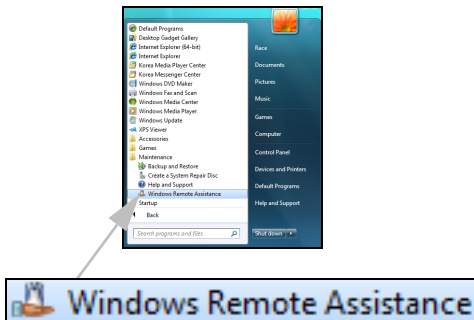 Default Programs
Desktop Gadget Gallery
Internet Explorer (64-bit)
Internet Explorer
Korea Media Player Center
Korea Messenger Center
Windows DVD Maker
Windows Fax and Scan
Windows Media Center
Windows Media Player
Windows Update
XPS Viewer
Accessories
Games
Maintenance
Backup and Restore
Create a System Repair Disc
Help and Support
Windows Remote Assistance
Startup
Back
Search programs and files
Race
Documents
Pictures
Music
Games
Computer
Control Panel
Devices and Printers
Default Programs
Help and Support
Shut down
Windows Remote Assistance